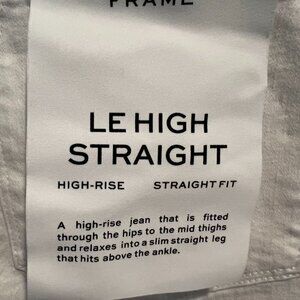 FRAME
LE HIGH
STRAIGHT
HIGH-RISE STRAIGHT FIT
A high-rise jean that is fitted
through the hips to the mid thighs
and relaxes into a slim straight leg
that hits above the ankle.